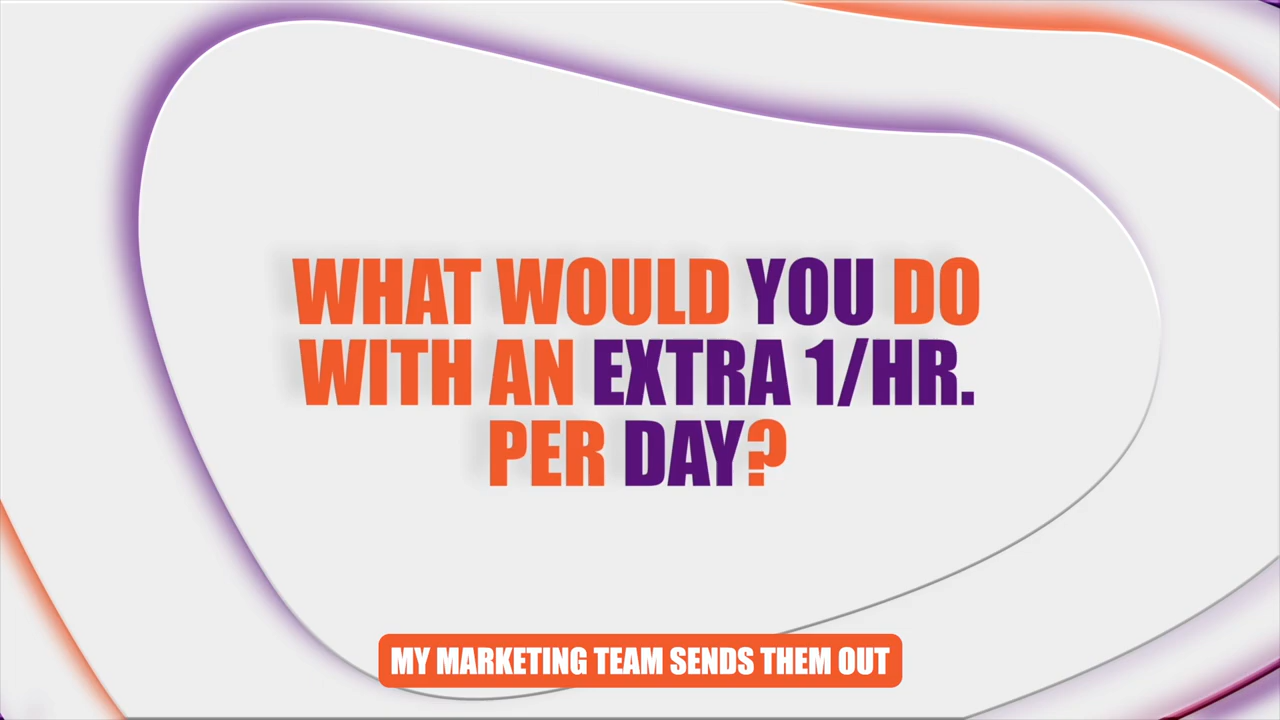 WHAT WOULD YOU DO
WITH AN EXTRA 1/HR.
PER DAY?
MY MARKETING TEAM SENDS THEM OUT